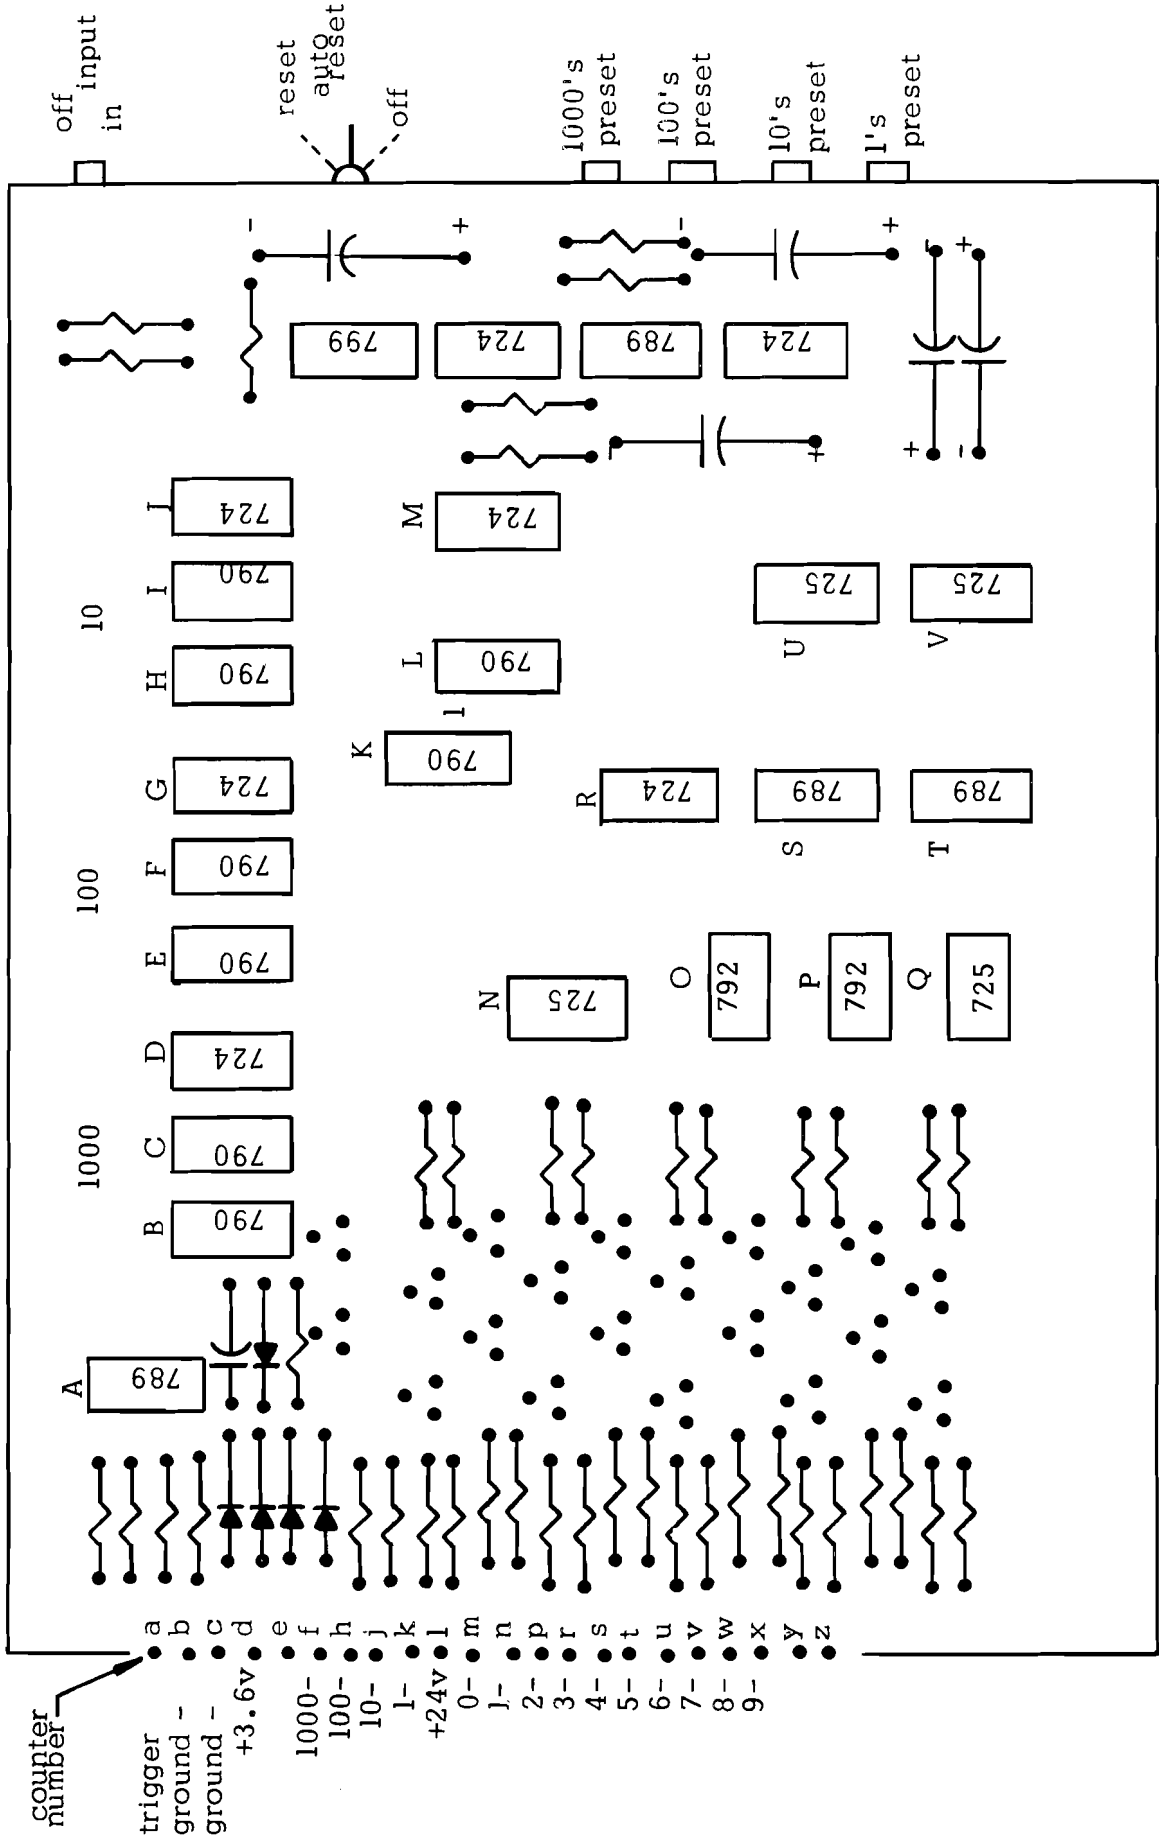 off
input
in
reset
auto
reset
off
1000's
preset
100's
preset
10's
preset
1's
preset
-
+
-
+
-
+
799
724
789
724
-
+
+
-
J
724
I
790
10
H
790
G
724
F
790
100
E
790
D
724
1000
C
790
B
790
A
789
M
724
L
790
1
K
790
U
725
V
725
R
724
S
789
T
789
N
725
O
792
P
792
Q
725
a
b
c
d
e
f
h
j
k
l
m
n
p
r
s
t
u
v
w
x
y
z
counter
number
trigger
ground -
ground -
+3.6v
1000-
100-
10-
1-
+24v
0-
1-
2-
3-
4-
5-
6-
7-
8-
9-